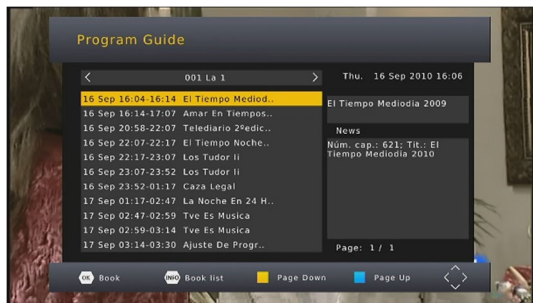 Program Guide
001 La 1
Thu. 16 Sep 2010 16:06
16 Sep 16:04-16:14 El Tiempo Mediod..
16 Sep 16:14-17:07 Amar En Tiempos..
16 Sep 20:58-22:07 Telediario 2ªedic..
16 Sep 22:07-22:17 El Tiempo Noche..
16 Sep 22:17-23:07 Los Tudor Ii
16 Sep 23:07-23:52 Los Tudor Ii
16 Sep 23:52-01:17 Caza Legal
17 Sep 01:17-02:47 La Noche En 24 H..
17 Sep 02:47-02:59 Tve Es Musica
17 Sep 02:59-03:14 Tve Es Musica
17 Sep 03:14-03:30 Ajuste De Progr..
El Tiempo Mediodia 2009
News
Núm. cap.: 621; Tit.: El
Tiempo Mediodia 2010
Page: 1 / 1
OK Book
INFO Book list
Page Down
Page Up